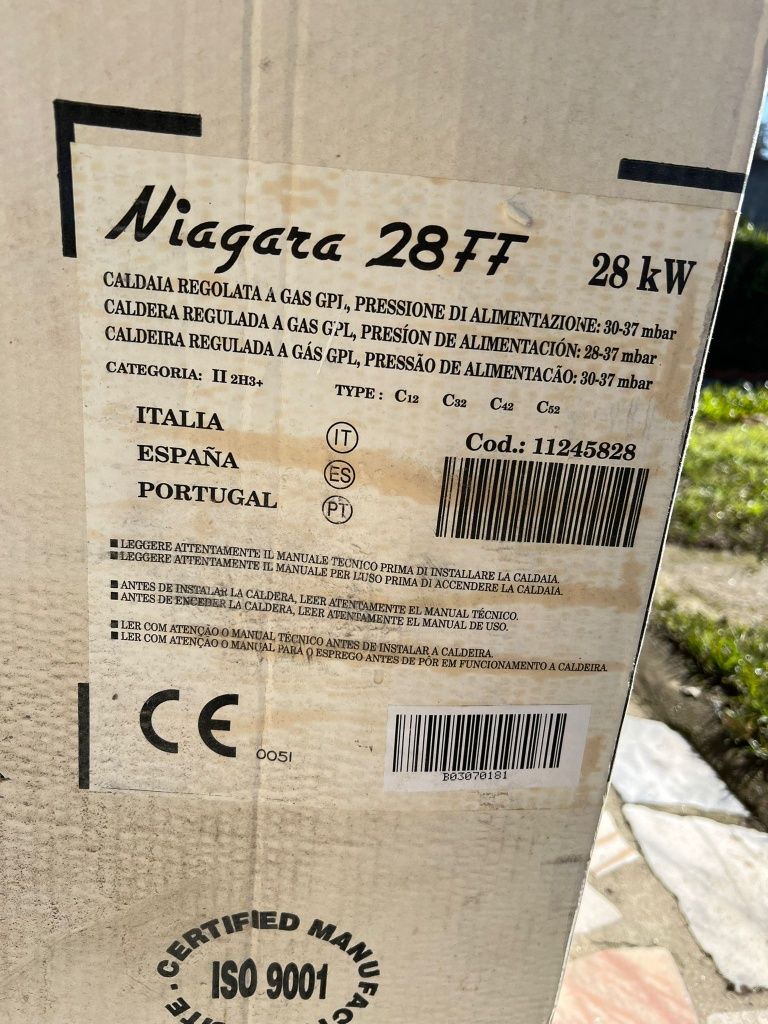 Niagara 28FF 28 kW
CALDAIA REGOLATA A GAS GPL, PRESSIONE DI ALIMENTAZIONE: 30-37 mbar
CALDERA REGULADA A GAS GPL, PRESÍON DE ALIMENTACIÓN: 28-37 mbar
CALDEIRA REGULADA A GÁS GPL, PRESSÃO DE ALIMENTACÃO: 30-37 mbar
CATEGORIA: II 2H3+ TYPE : C12 C32 C42 C52
ITALIA IT Cod.: 11245828
ESPAÑA ES
PORTUGAL PT
LEGGERE ATTENTAMENTE IL MANUALE TECNICO PRIMA DI INSTALLARE LA CALDAIA.
LEGGERE ATTENTAMENTE IL MANUALE PER L'USO PRIMA DI ACCENDERE LA CALDAIA.
ANTES DE INSTALAR LA CALDERA, LEER ATENTAMENTE EL MANUAL TÉCNICO.
ANTES DE ENCEDER LA CALDERA, LEER ATENTAMENTE EL MANUAL DE USO.
LER COM ATENÇÃO O MANUAL TÉCNICO ANTES DE INSTALAR A CALDEIRA.
LER COM ATENÇÃO O MANUAL PARA O ESPREGO ANTES DE PÔR EM FUNCIONAMENTO A CALDEIRA.
CE 0051
B03070181
CERTIFIED
ISO 9001